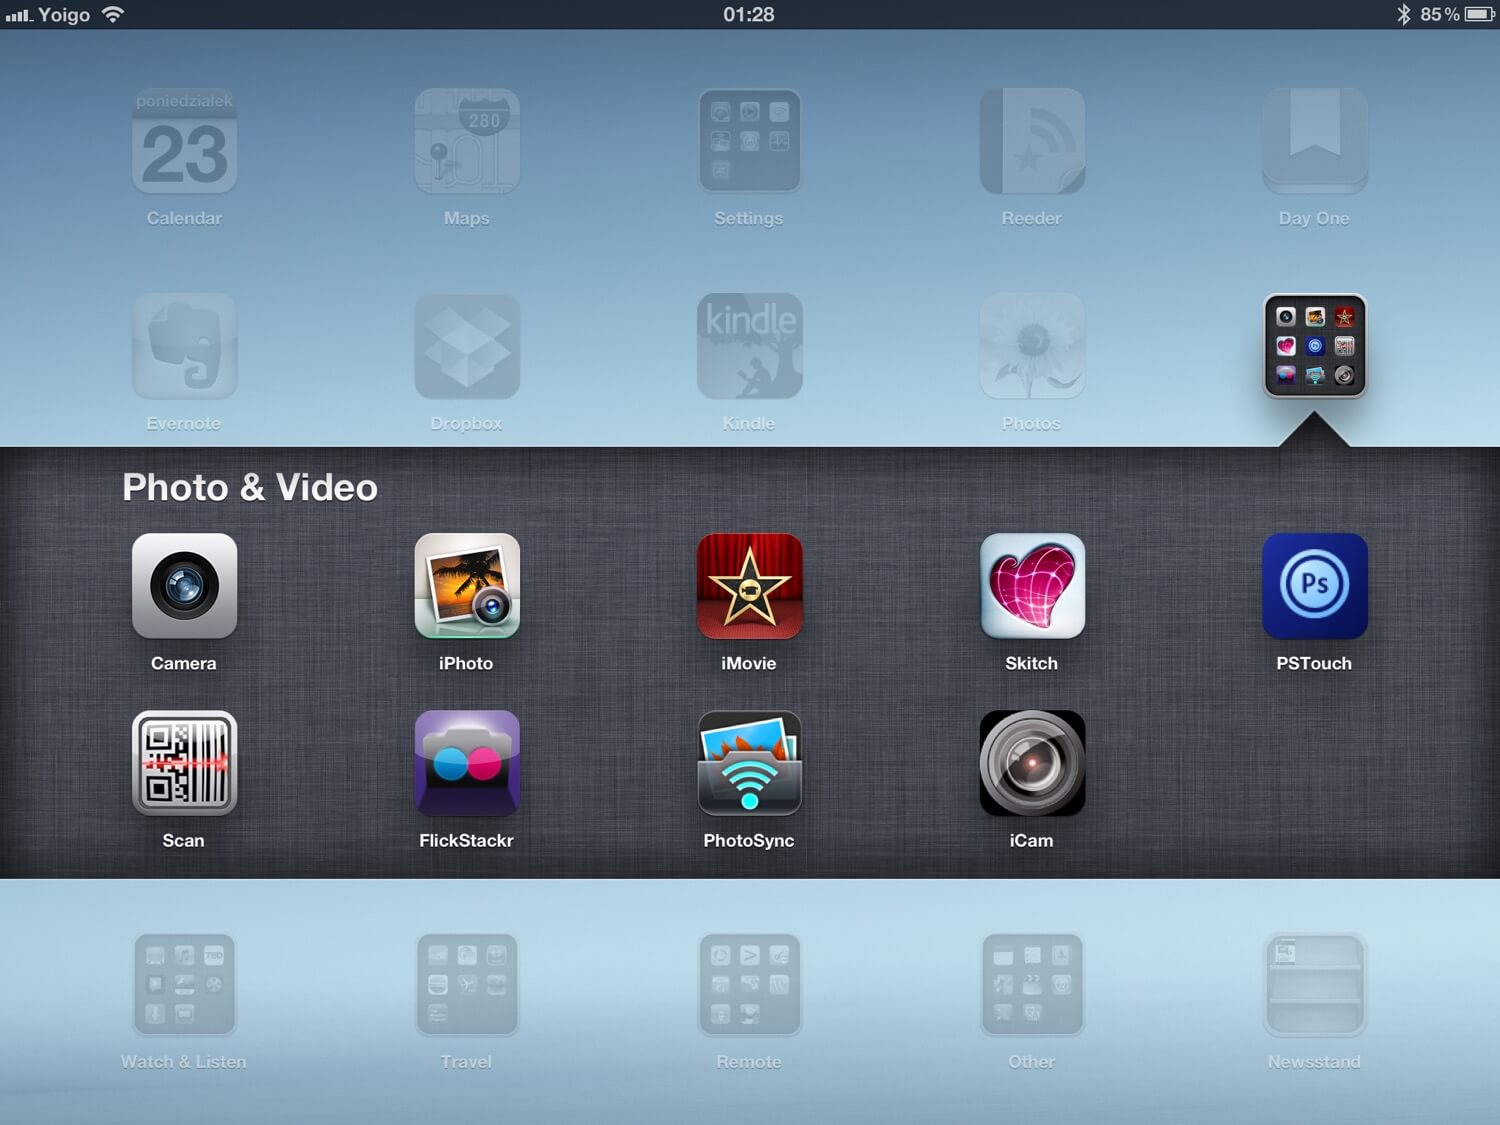 Yoigo 01:28 85%
poniedziałek
23
280
Calendar Maps Settings Reeder Day One
kindle
Evernote Dropbox Kindle Photos
Photo & Video
Ps
Camera iPhoto iMovie Skitch PSTouch
Scan FlickStackr PhotoSync iCam
TED
Watch & Listen Travel Remote Other Newsstand